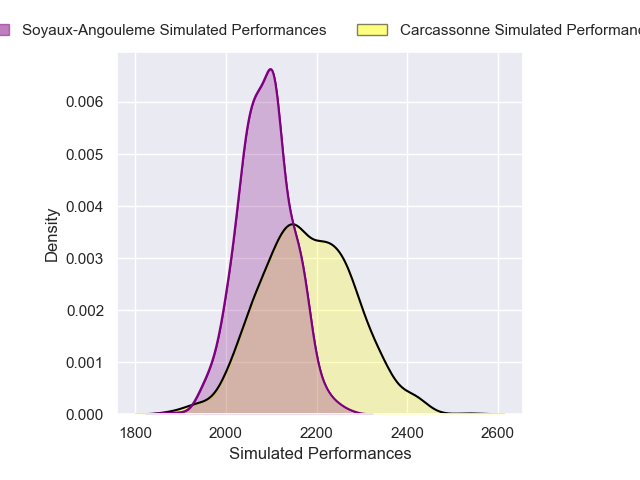 Soyaux-Angouleme Simulated Performances
Carcassonne Simulated
0.006
0.005
0.004
0.003
0.002
0.001
0.000
Density
1800 2000 2200 2400 2600
Simulated Performances